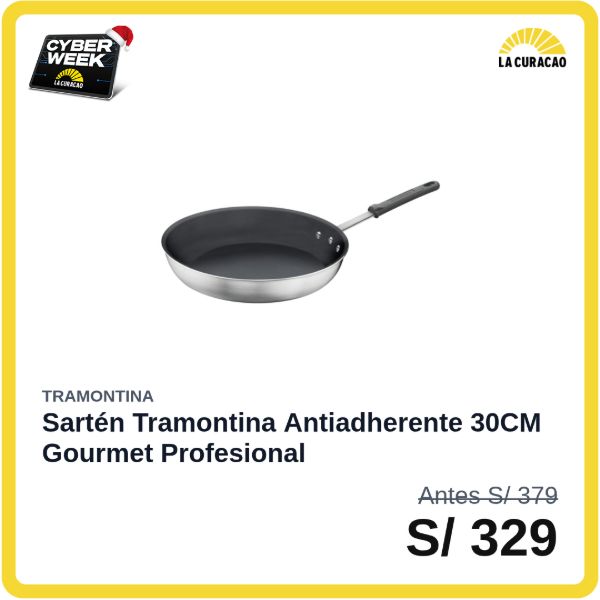 CYBER
WEEK
LA CURACAO
LA CURACAO
TRAMONTINA
Sartén Tramontina Antiadherente 30CM
Gourmet Profesional
Antes S/ 379
S/ 329